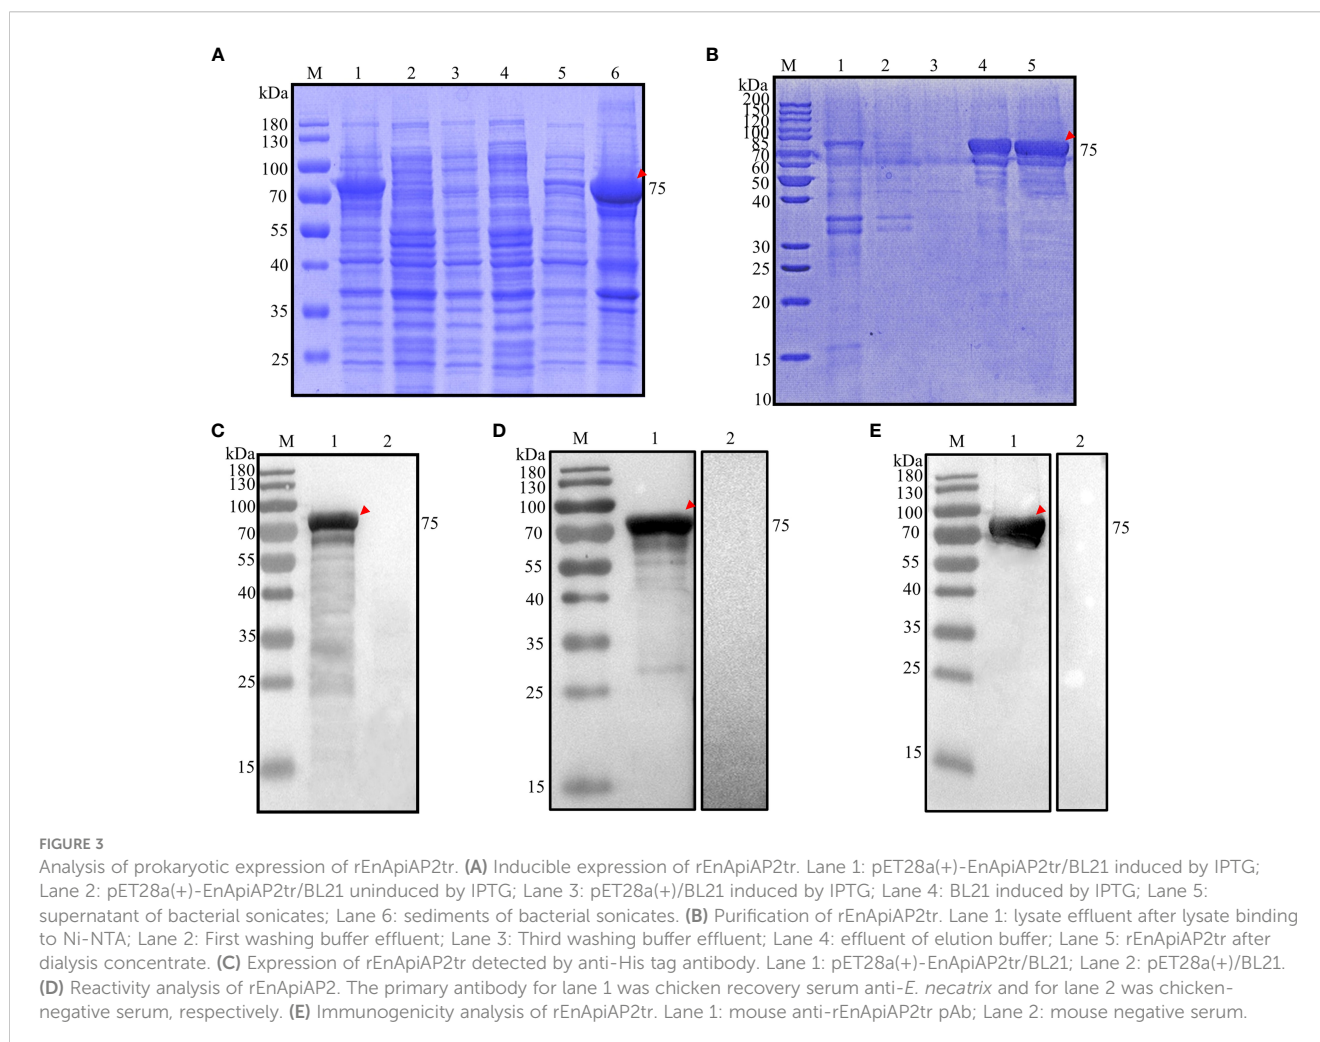 A
B
M 1 2 3 4 5 6
M 1 2 3 4 5
kDa
180
130
100
70
55
40
35
25
75
kDa
200
150
120
100
85
70
60
50
40
30
25
20
15
10
75
C
D
E
M 1 2
M 1 2
M 1 2
kDa
180
130
100
70
55
40
35
25
15
75
kDa
180
130
100
70
55
40
35
25
15
75
kDa
180
130
100
70
55
40
35
25
15
75
FIGURE 3
Analysis of prokaryotic expression of rEnApiAP2tr. (A) Inducible expression of rEnApiAP2tr. Lane 1: pET28a(+)-EnApiAP2tr/BL21 induced by IPTG;
Lane 2: pET28a(+)-EnApiAP2tr/BL21 uninduced by IPTG; Lane 3: pET28a(+)/BL21 induced by IPTG; Lane 4: BL21 induced by IPTG; Lane 5:
supernatant of bacterial sonicates; Lane 6: sediments of bacterial sonicates. (B) Purification of rEnApiAP2tr. Lane 1: lysate effluent after lysate binding
to Ni-NTA; Lane 2: First washing buffer effluent; Lane 3: Third washing buffer effluent; Lane 4: effluent of elution buffer; Lane 5: rEnApiAP2tr after
dialysis concentrate. (C) Expression of rEnApiAP2tr detected by anti-His tag antibody. Lane 1: pET28a(+)-EnApiAP2tr/BL21; Lane 2: pET28a(+)/BL21.
(D) Reactivity analysis of rEnApiAP2. The primary antibody for lane 1 was chicken recovery serum anti-E. necatrix and for lane 2 was chicken-
negative serum, respectively. (E) Immunogenicity analysis of rEnApiAP2tr. Lane 1: mouse anti-rEnApiAP2tr pAb; Lane 2: mouse negative serum.